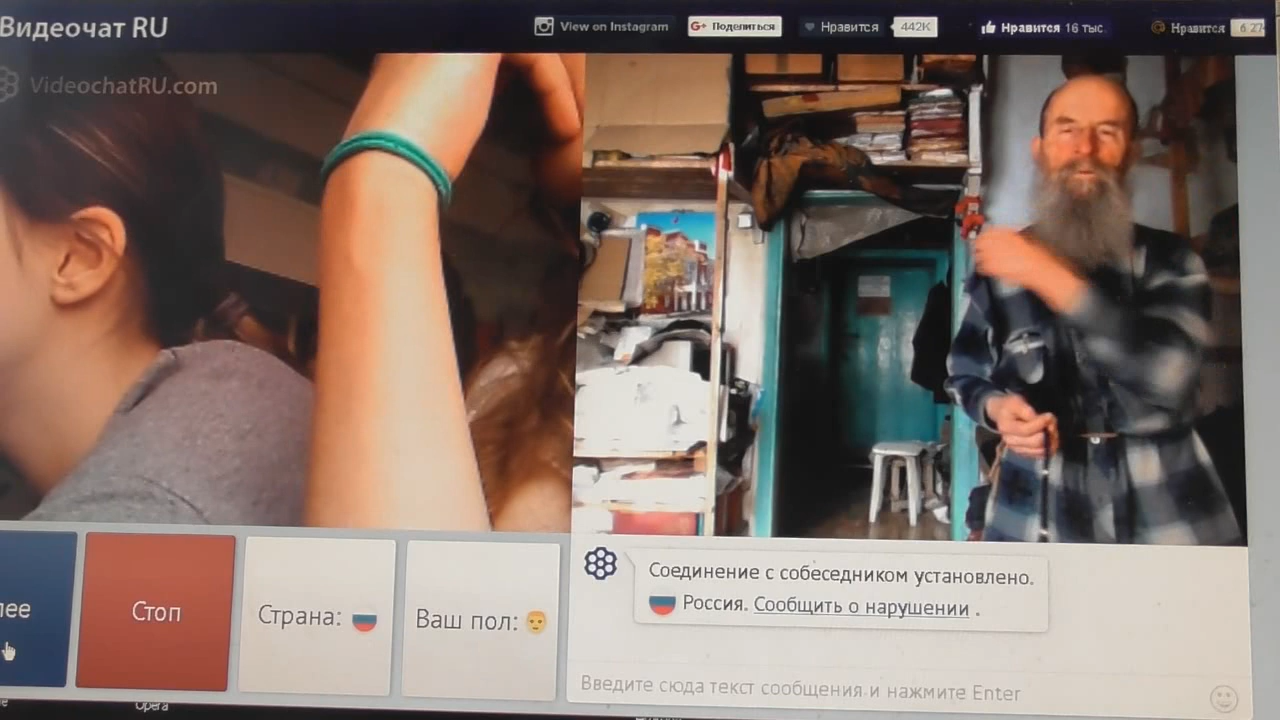 Видеочат RU
View on Instagram
G+ Поделиться
Нравится 442K
Нравится 16 тыс.
Нравится
VideochatRU.com
лее
Стоп
Страна:
Ваш пол:
Соединение с собеседником установлено.
Россия. Сообщить о нарушении .
Введите сюда текст сообщения и нажмите Enter
Opera